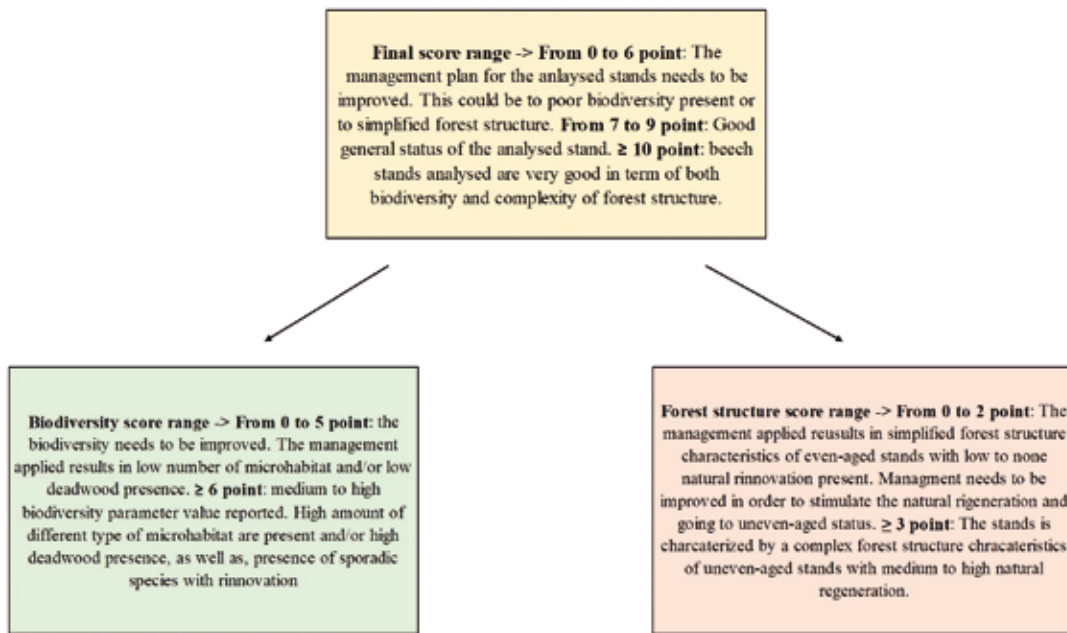 Final score range -> From 0 to 6 point: The
management plan for the anlaysed stands needs to be
improved. This could be to poor biodiversity present or
to simplified forest structure. From 7 to 9 point: Good
general status of the analysed stand. ≥ 10 point: beech
stands analysed are very good in term of both
biodiversity and complexity of forest structure.
Biodiversity score range -> From 0 to 5 point: the
biodiversity needs to be improved. The management
applied results in low number of microhabitat and/or low
deadwood presence. ≥ 6 point: medium to high
biodiversity parameter value reported. High amount of
different type of microhabitat are present and/or high
deadwood presence, as well as, presence of sporadic
species with rinnovation
Forest structure score range -> From 0 to 2 point: The
management applied reusults in simplified forest structure
characteristics of even-aged stands with low to none
natural rinnovation present. Managment needs to be
improved in order to stimulate the natural rigeneration and
going to uneven-aged status. ≥ 3 point: The stands is
charcaterized by a complex forest structure chracateristics
of uneven-aged stands with medium to high natural
regeneration.